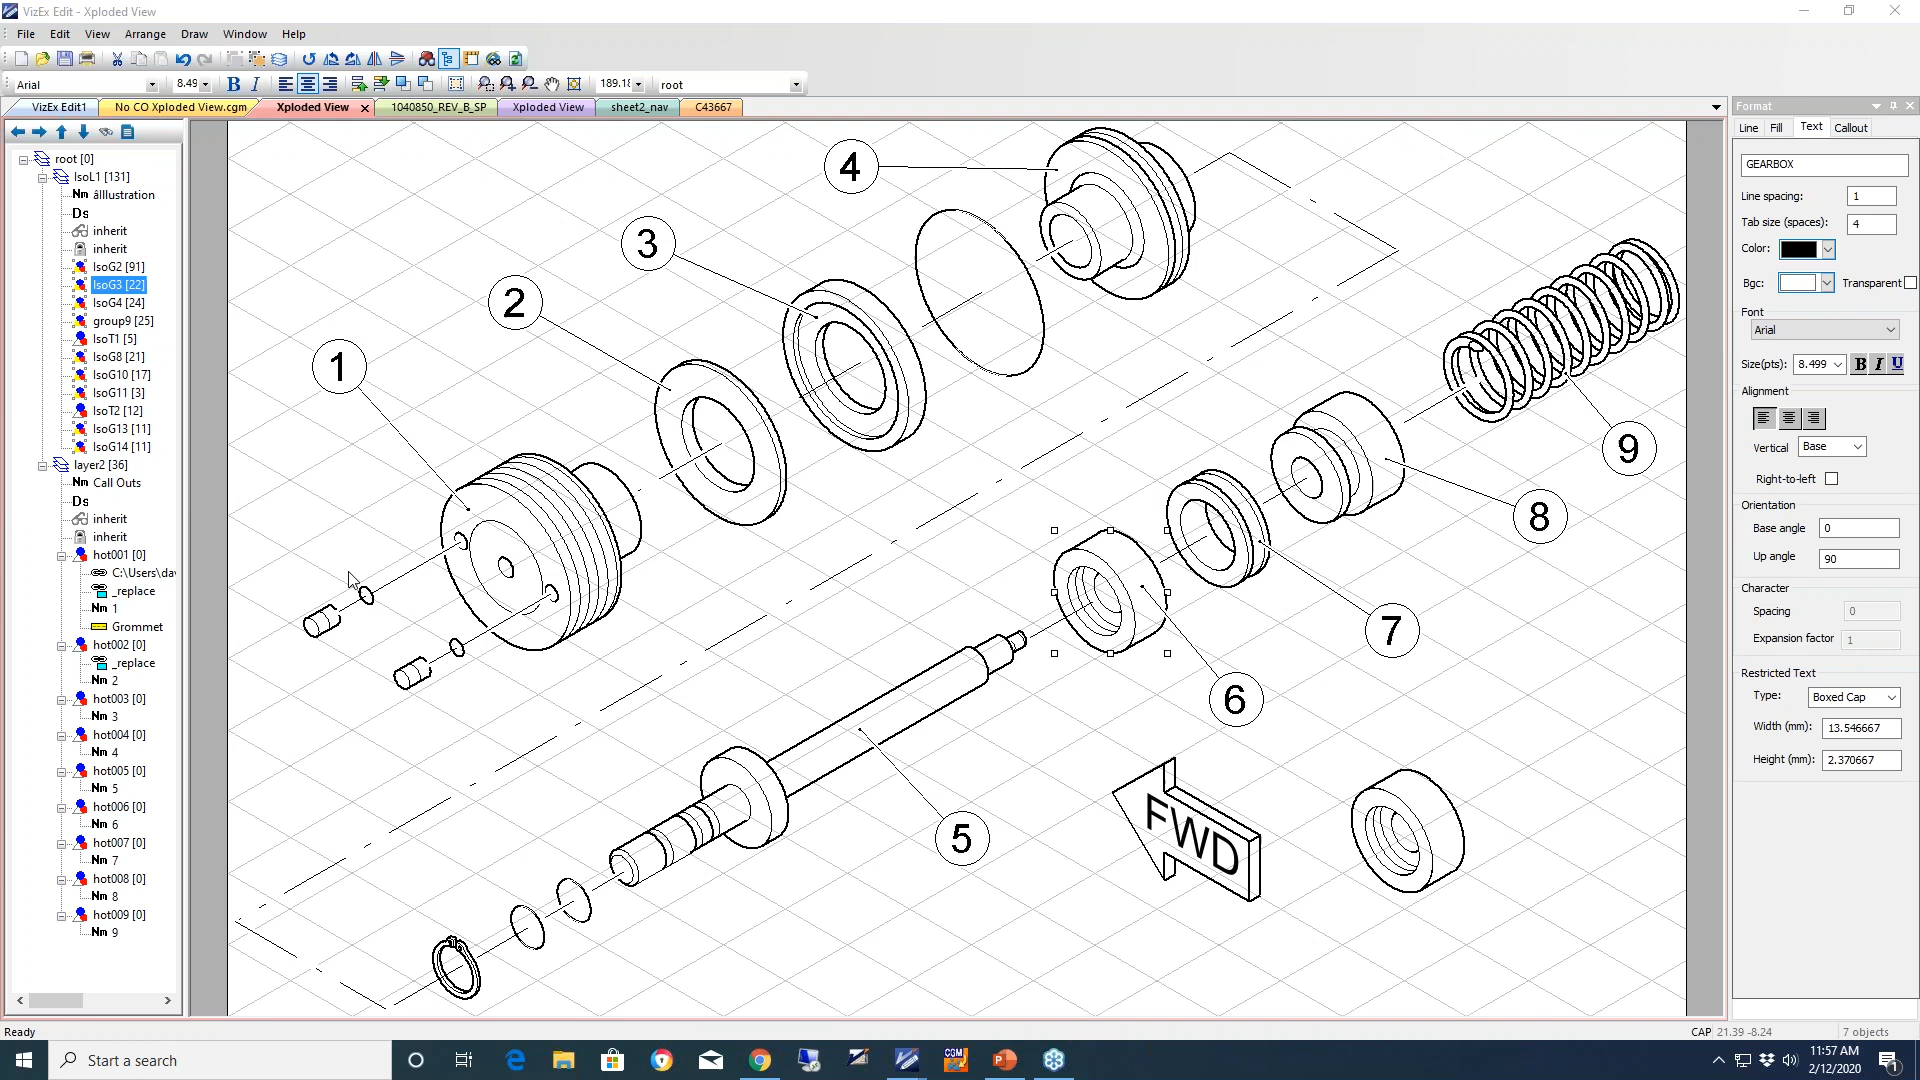 VizEx Edit - Xploded View
File Edit View Arrange Draw Window Help
Arial 8.49 B I 189.18 root
VizEx Edit1 No CO Xploded View.cgm Xploded View 1040850_REV_B_SP Xploded View sheet2_nav C43667
root [0]
IsoL1 [131]
Nm âIllustration
Ds
inherit
inherit
IsoG2 [91]
IsoG3 [22]
IsoG4 [24]
group9 [25]
IsoT1 [5]
IsoG8 [21]
IsoG10 [17]
IsoG11 [3]
IsoT2 [12]
IsoG13 [11]
IsoG14 [11]
layer2 [36]
Nm Call Outs
Ds
inherit
inherit
hot001 [0]
C:\Users\dav
_replace
Nm 1
Grommet
hot002 [0]
_replace
Nm 2
hot003 [0]
Nm 3
hot004 [0]
Nm 4
hot005 [0]
Nm 5
hot006 [0]
Nm 6
hot007 [0]
Nm 7
hot008 [0]
Nm 8
hot009 [0]
Nm 9
4
3
2
1
9
8
7
6
5
FWD
Format
Line Fill Text Callout
GEARBOX
Line spacing: 1
Tab size (spaces): 4
Color:
Bgc: Transparent
Font
Arial
Size(pts): 8.499 B I U
Alignment
Vertical Base
Right-to-left
Orientation
Base angle 0
Up angle 90
Character
Spacing 0
Expansion factor 1
Restricted Text
Type: Boxed Cap
Width (mm): 13.546667
Height (mm): 2.370667
Ready CAP 21.39 -8.24 7 objects
Start a search
CGM
P
11:57 AM
2/12/2020
1